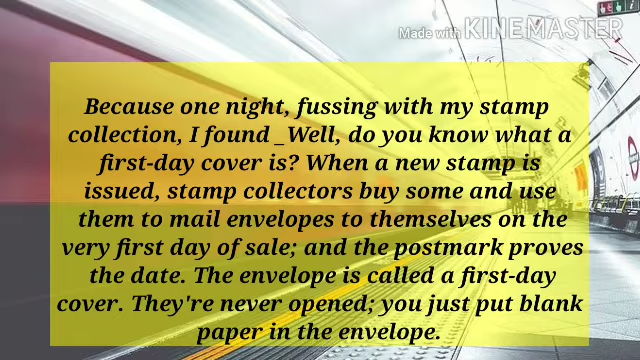 Made with KINEMASTER
Because one night, fussing with my stamp
collection, I found _Well, do you know what a
first-day cover is? When a new stamp is
issued, stamp collectors buy some and use
them to mail envelopes to themselves on the
very first day of sale; and the postmark proves
the date. The envelope is called a first-day
cover. They're never opened; you just put blank
paper in the envelope.